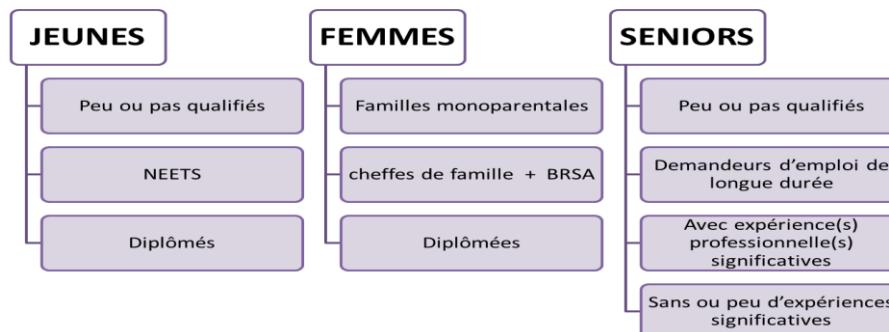 JEUNES
Peu ou pas qualifiés
NEETS
Diplômés
FEMMES
Familles monoparentales
cheffes de famille + BRSA
Diplômées
SENIORS
Peu ou pas qualifiés
Demandeurs d’emploi de
longue durée
Avec expérience(s)
professionnelle(s)
significatives
Sans ou peu d’expériences
significatives